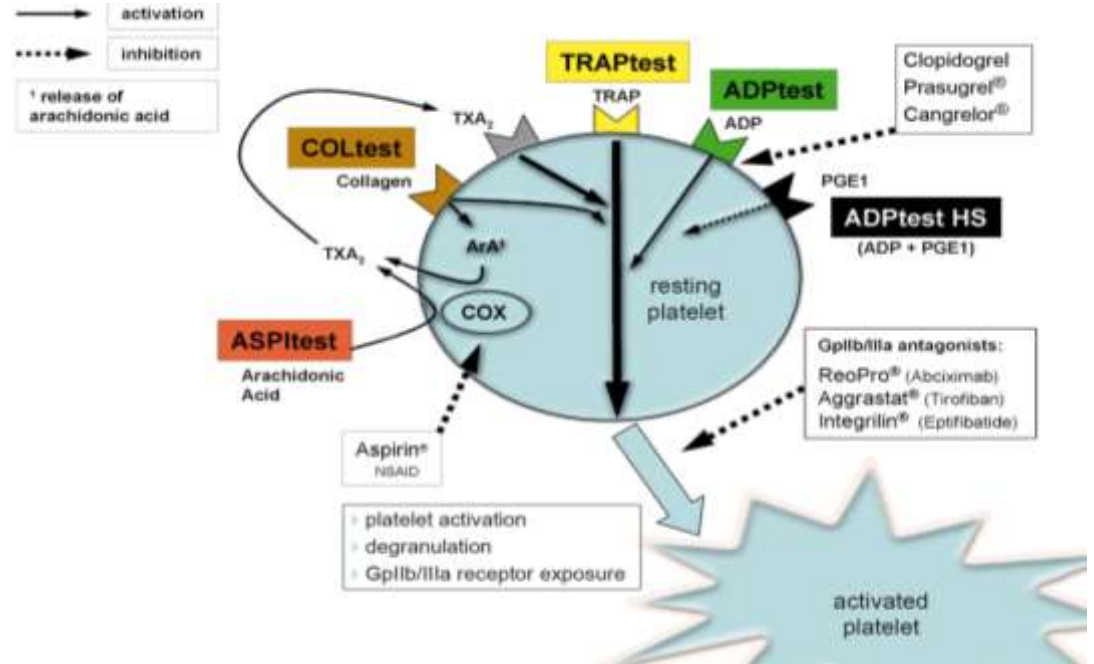 activation
inhibition
¹ release of
arachidonic acid
TRAPtest
TRAP
ADPtest
ADP
Clopidogrel
Prasugrel®
Cangrelor®
TXA₂
COLtest
Collagen
PGE1
ADPtest HS
(ADP + PGE1)
ArA¹
TXA₂
COX
resting
platelet
ASPItest
Arachidonic
Acid
GpIIb/IIIa antagonists:
ReoPro® (Abciximab)
Aggrastat® (Tirofiban)
Integrilin® (Eptifibatide)
Aspirin®
NSAID
platelet activation
degranulation
GpIIb/IIIa receptor exposure
activated
platelet